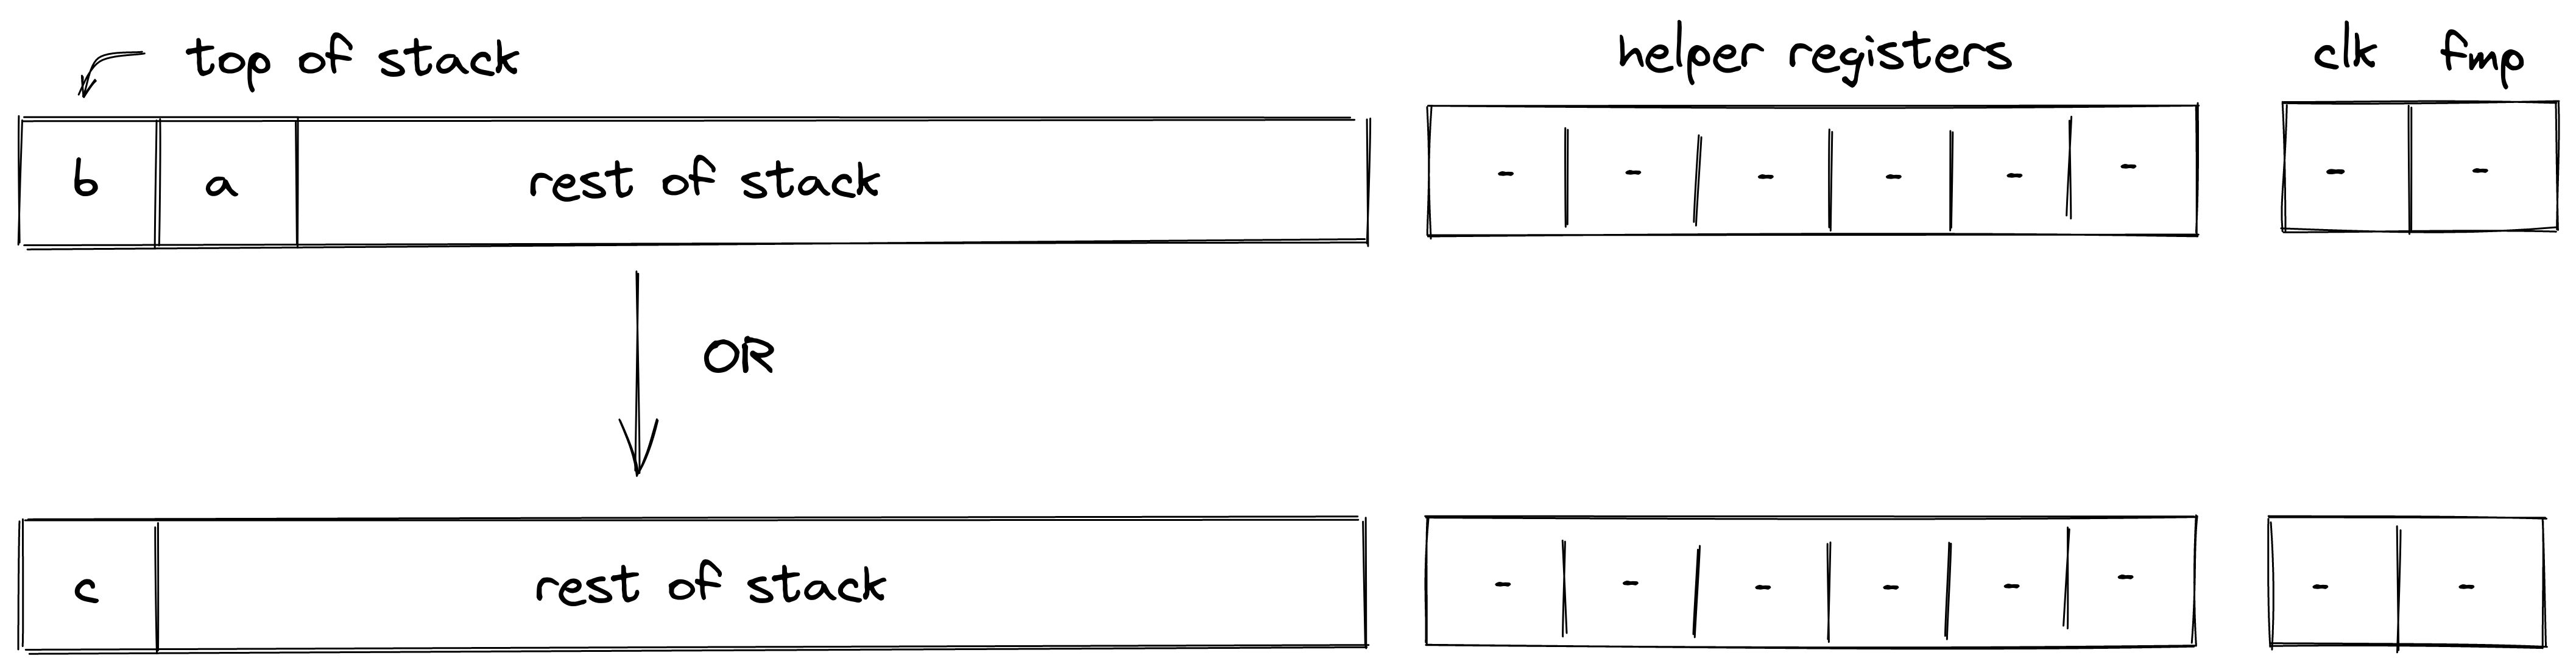 top of stack
helper registers
clk fmp
b a rest of stack
- - - - - -
- -
OR
c rest of stack
- - - - - -
- -